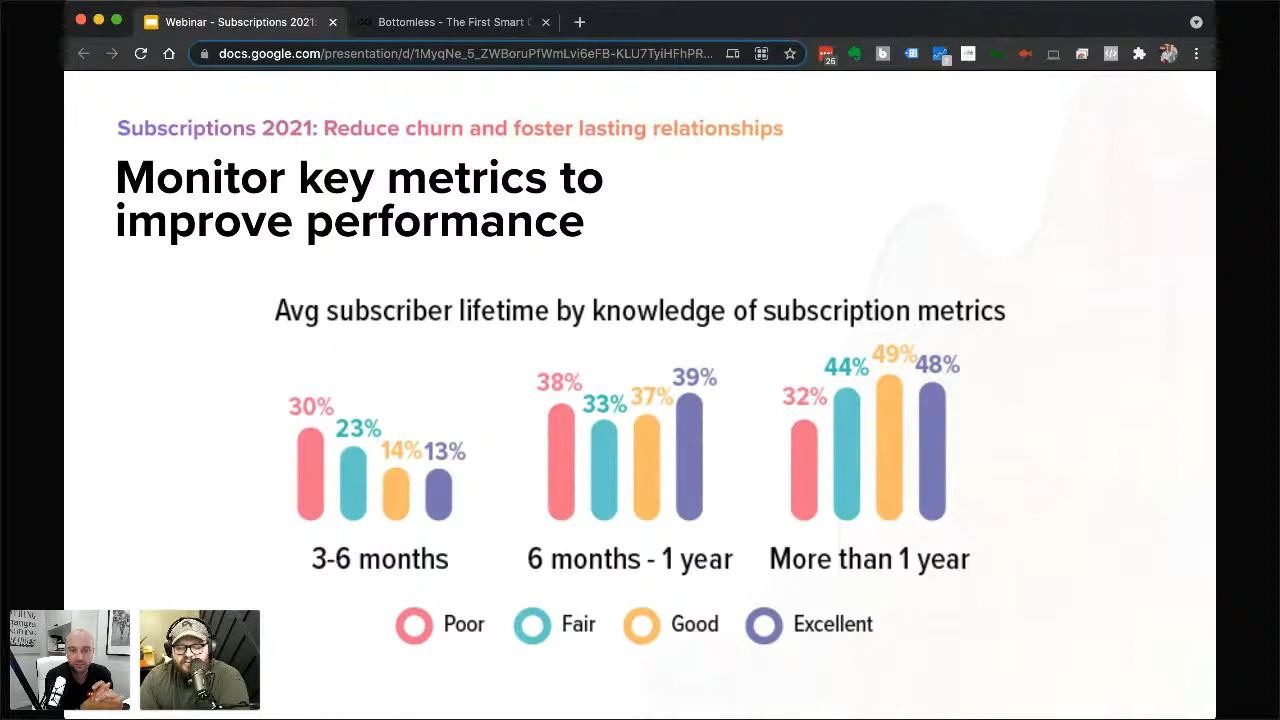 Webinar - Subscriptions 2021:
Bottomless - The First Smart C
docs.google.com/presentation/d/1MyqNe_5_ZWBoruPfWmLvi6eFB-KLU7TyiHFhPR...
26
Subscriptions 2021: Reduce churn and foster lasting relationships
Monitor key metrics to
improve performance
Avg subscriber lifetime by knowledge of subscription metrics
30% 23% 14% 13%
38% 33% 37% 39%
32% 44% 49% 48%
3-6 months 6 months - 1 year More than 1 year
Poor Fair Good Excellent